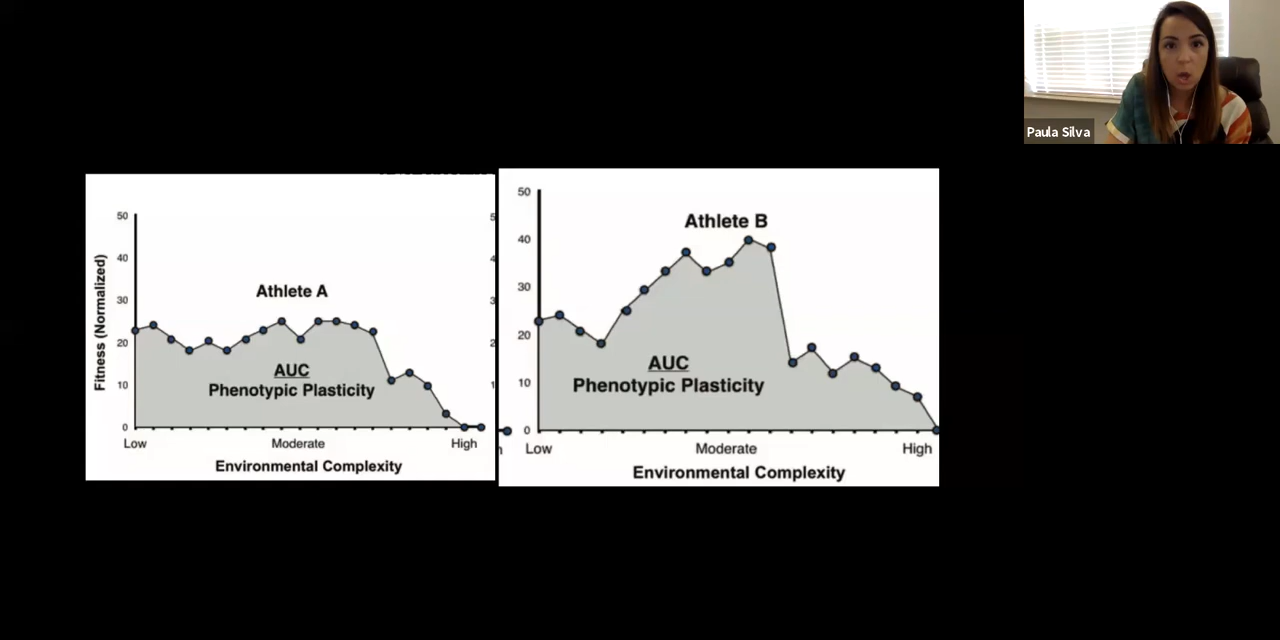 Paula Silva
50
40
30
20
10
0
Fitness (Normalized)
Athlete A
AUC
Phenotypic Plasticity
Low
Moderate
High
Environmental Complexity
50
40
30
20
10
0
Athlete B
AUC
Phenotypic Plasticity
Low
Moderate
High
Environmental Complexity